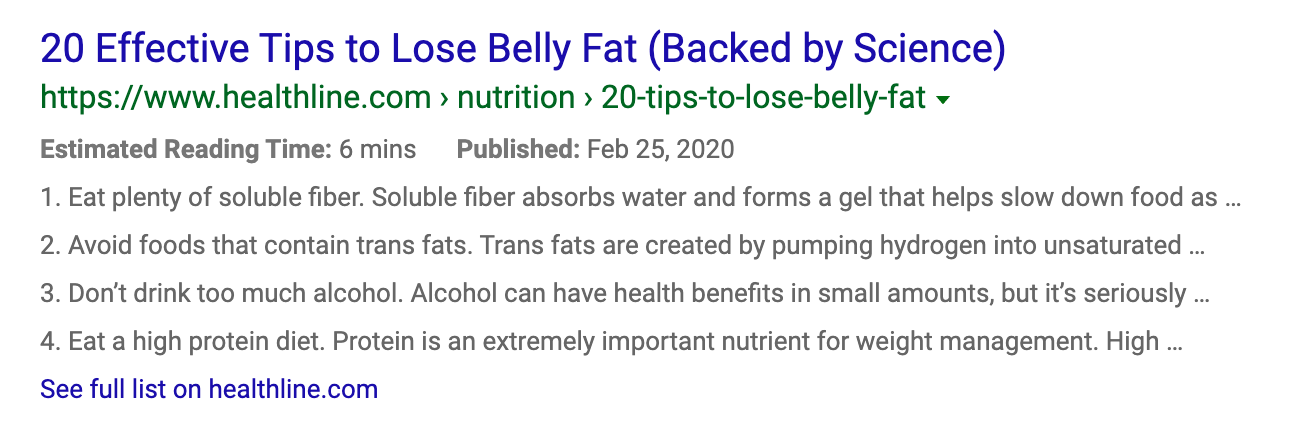 20 Effective Tips to Lose Belly Fat (Backed by Science)
https://www.healthline.com › nutrition › 20-tips-to-lose-belly-fat
Estimated Reading Time: 6 mins Published: Feb 25, 2020
1. Eat plenty of soluble fiber. Soluble fiber absorbs water and forms a gel that helps slow down food as ...
2. Avoid foods that contain trans fats. Trans fats are created by pumping hydrogen into unsaturated ...
3. Don’t drink too much alcohol. Alcohol can have health benefits in small amounts, but it’s seriously ...
4. Eat a high protein diet. Protein is an extremely important nutrient for weight management. High ...
See full list on healthline.com